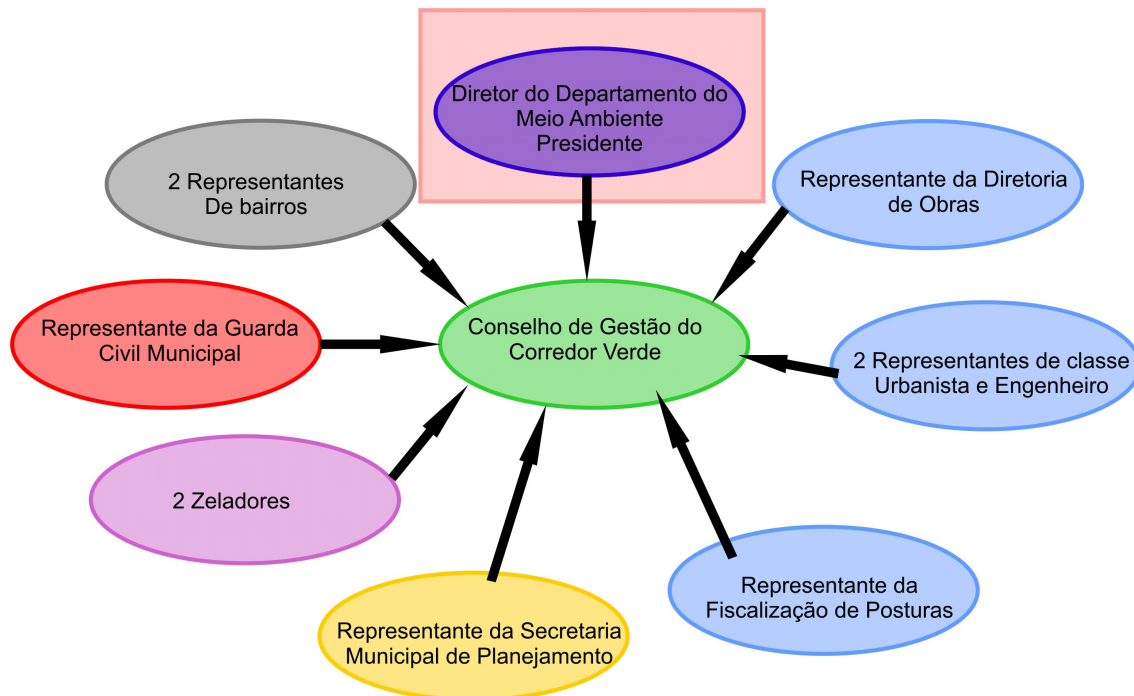 Diretor do Departamento do
Meio Ambiente
Presidente
2 Representantes
De bairros
Representante da Diretoria
de Obras
Representante da Guarda
Civil Municipal
Conselho de Gestão do
Corredor Verde
2 Representantes de classe
Urbanista e Engenheiro
2 Zeladores
Representante da Secretaria
Municipal de Planejamento
Representante da
Fiscalização de Posturas